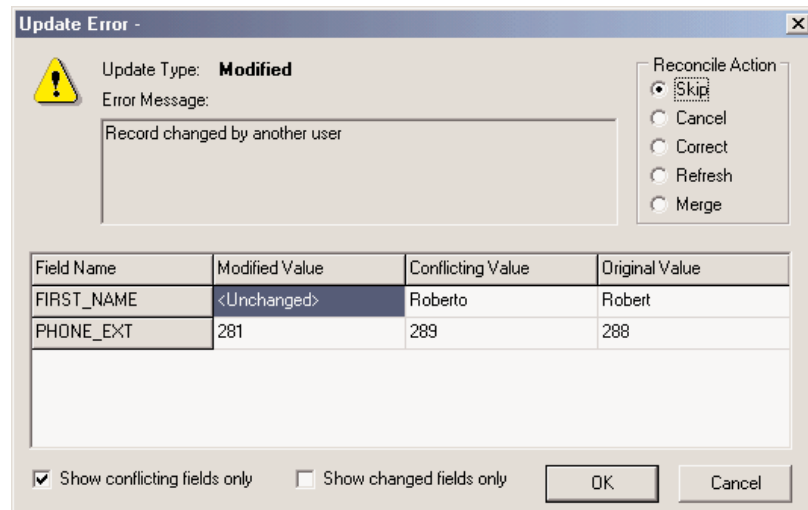 Update Error -
Update Type: Modified
Error Message:
Record changed by another user
Reconcile Action
Skip
Cancel
Correct
Refresh
Merge
Field Name Modified Value Conflicting Value Original Value
FIRST_NAME <Unchanged> Roberto Robert
PHONE_EXT 281 289 288
Show conflicting fields only Show changed fields only OK Cancel